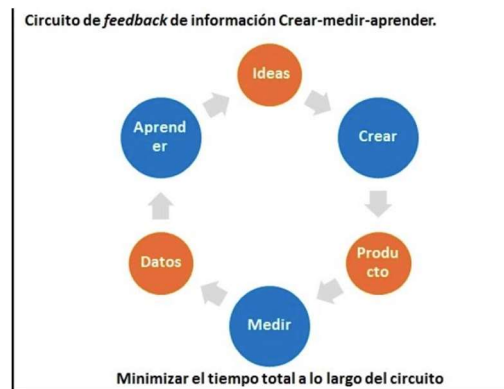 Circuito de feedback de información Crear-medir-aprender.
Ideas
Crear
Produ
cto
Medir
Datos
Aprend
er
Minimizar el tiempo total a lo largo del circuito